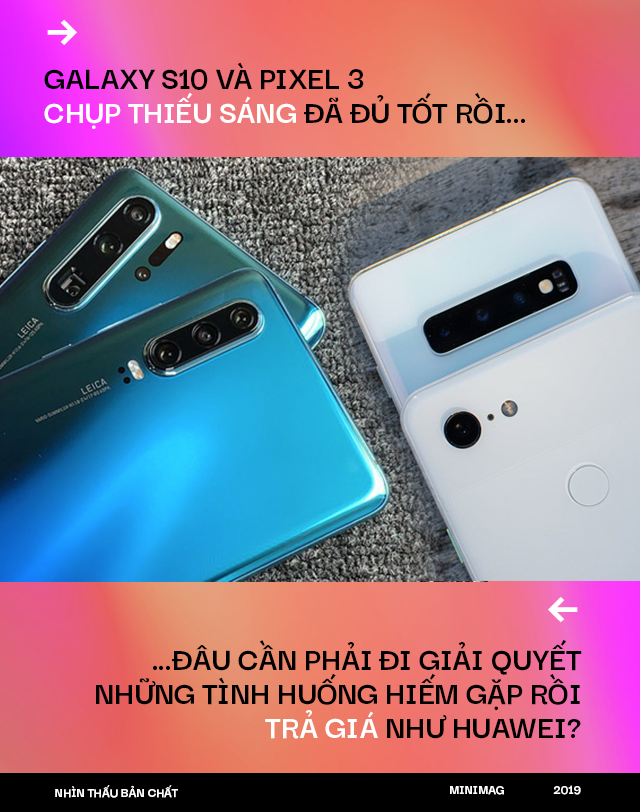 GALAXY S10 VÀ PIXEL 3
CHỤP THIẾU SÁNG ĐÃ ĐỦ TỐT RỒI...
LEICA
LEICA
...ĐÂU CẦN PHẢI ĐI GIẢI QUYẾT
NHỮNG TÌNH HUỐNG HIẾM GẶP RỒI
TRẢ GIÁ NHƯ HUAWEI?
NHÌN THẤU BẢN CHẤT
MINIMAG
2019